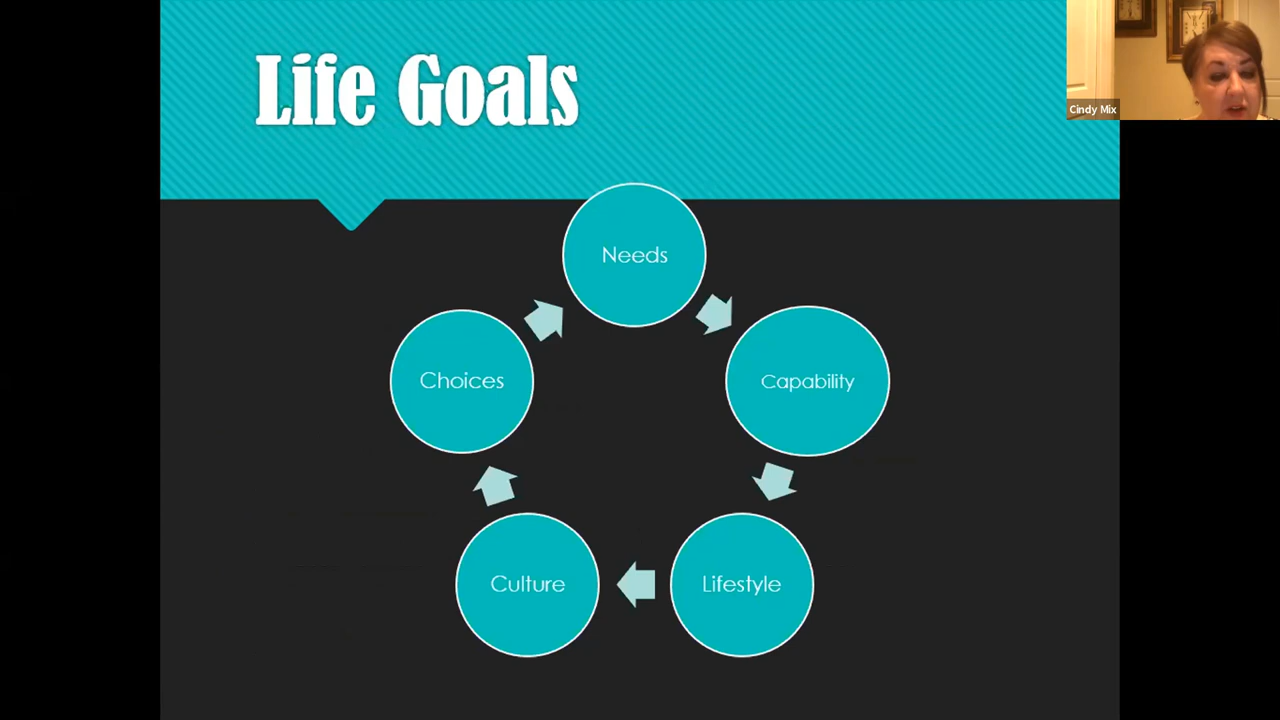 Life Goals
Cindy Mix
Needs
Capability
Lifestyle
Culture
Choices